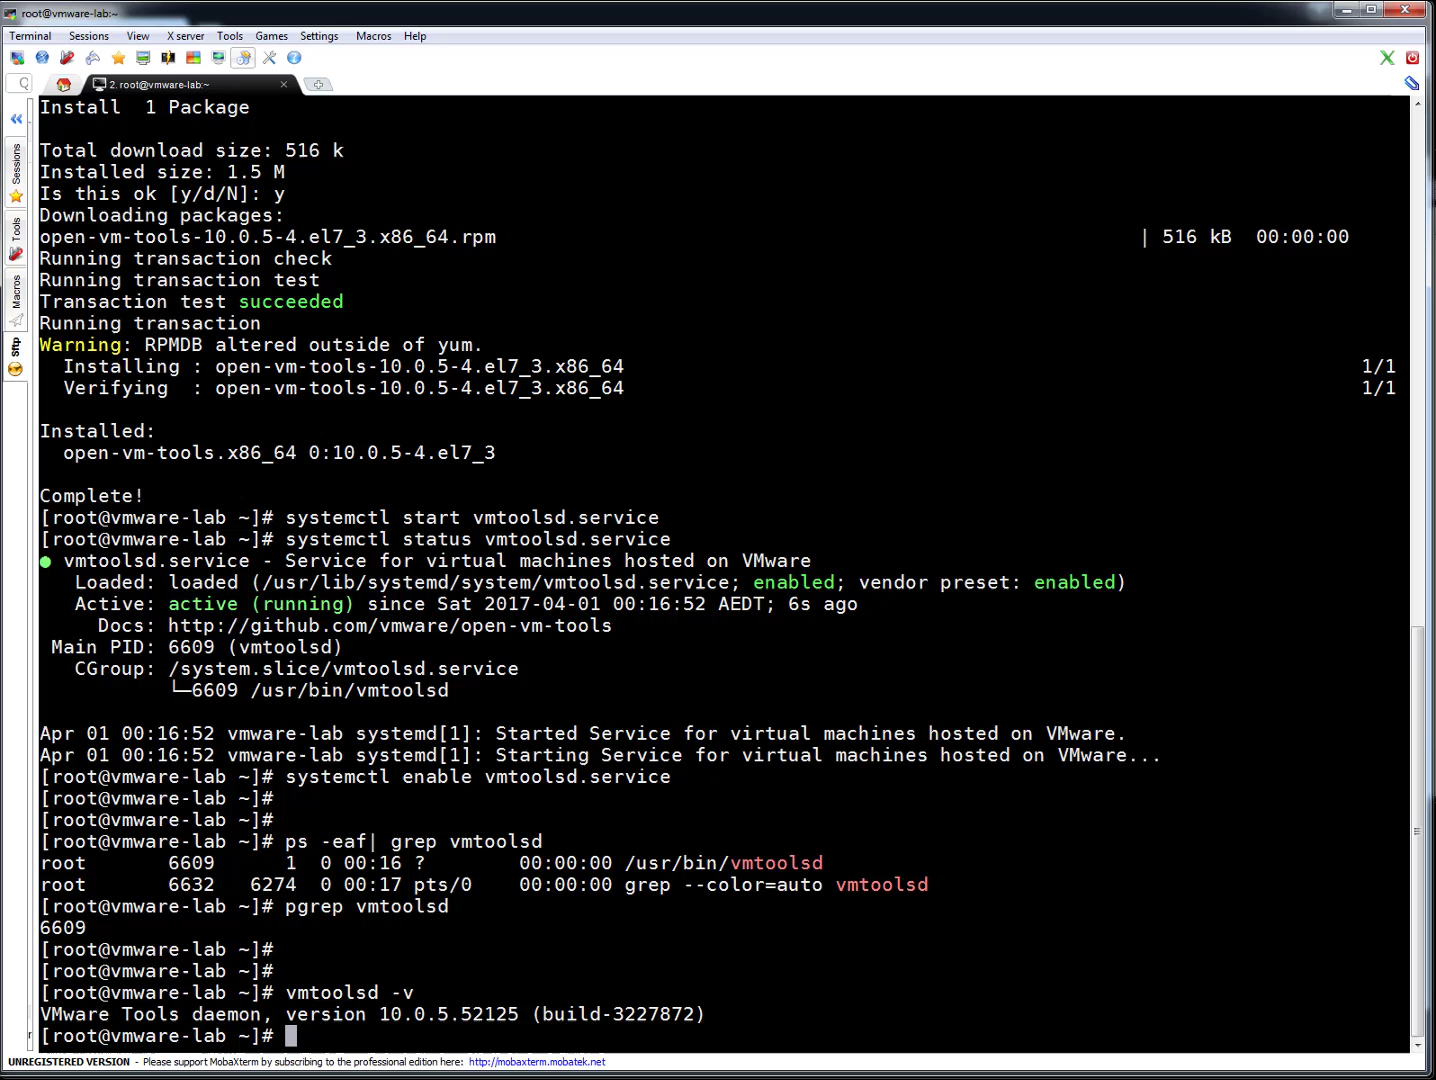 root@vmware-lab:~
Terminal Sessions View X server Tools Games Settings Macros Help
2. root@vmware-lab:~
Sessions
Tools
Macros
Sftp
Install  1 Package
Total download size: 516 k
Installed size: 1.5 M
Is this ok [y/d/N]: y
Downloading packages:
open-vm-tools-10.0.5-4.el7_3.x86_64.rpm | 516 kB  00:00:00
Running transaction check
Running transaction test
Transaction test succeeded
Running transaction
Warning: RPMDB altered outside of yum.
  Installing : open-vm-tools-10.0.5-4.el7_3.x86_64 1/1
  Verifying  : open-vm-tools-10.0.5-4.el7_3.x86_64 1/1
Installed:
  open-vm-tools.x86_64 0:10.0.5-4.el7_3
Complete!
[root@vmware-lab ~]# systemctl start vmtoolsd.service
[root@vmware-lab ~]# systemctl status vmtoolsd.service
● vmtoolsd.service - Service for virtual machines hosted on VMware
   Loaded: loaded (/usr/lib/systemd/system/vmtoolsd.service; enabled; vendor preset: enabled)
   Active: active (running) since Sat 2017-04-01 00:16:52 AEDT; 6s ago
     Docs: http://github.com/vmware/open-vm-tools
 Main PID: 6609 (vmtoolsd)
   CGroup: /system.slice/vmtoolsd.service
           └─6609 /usr/bin/vmtoolsd
Apr 01 00:16:52 vmware-lab systemd[1]: Started Service for virtual machines hosted on VMware.
Apr 01 00:16:52 vmware-lab systemd[1]: Starting Service for virtual machines hosted on VMware...
[root@vmware-lab ~]# systemctl enable vmtoolsd.service
[root@vmware-lab ~]#
[root@vmware-lab ~]#
[root@vmware-lab ~]# ps -eaf| grep vmtoolsd
root       6609      1  0 00:16 ?        00:00:00 /usr/bin/vmtoolsd
root       6632   6274  0 00:17 pts/0    00:00:00 grep --color=auto vmtoolsd
[root@vmware-lab ~]# pgrep vmtoolsd
6609
[root@vmware-lab ~]#
[root@vmware-lab ~]#
[root@vmware-lab ~]# vmtoolsd -v
VMware Tools daemon, version 10.0.5.52125 (build-3227872)
[root@vmware-lab ~]#
UNREGISTERED VERSION - Please support MobaXterm by subscribing to the professional edition here: http://mobaxterm.mobatek.net